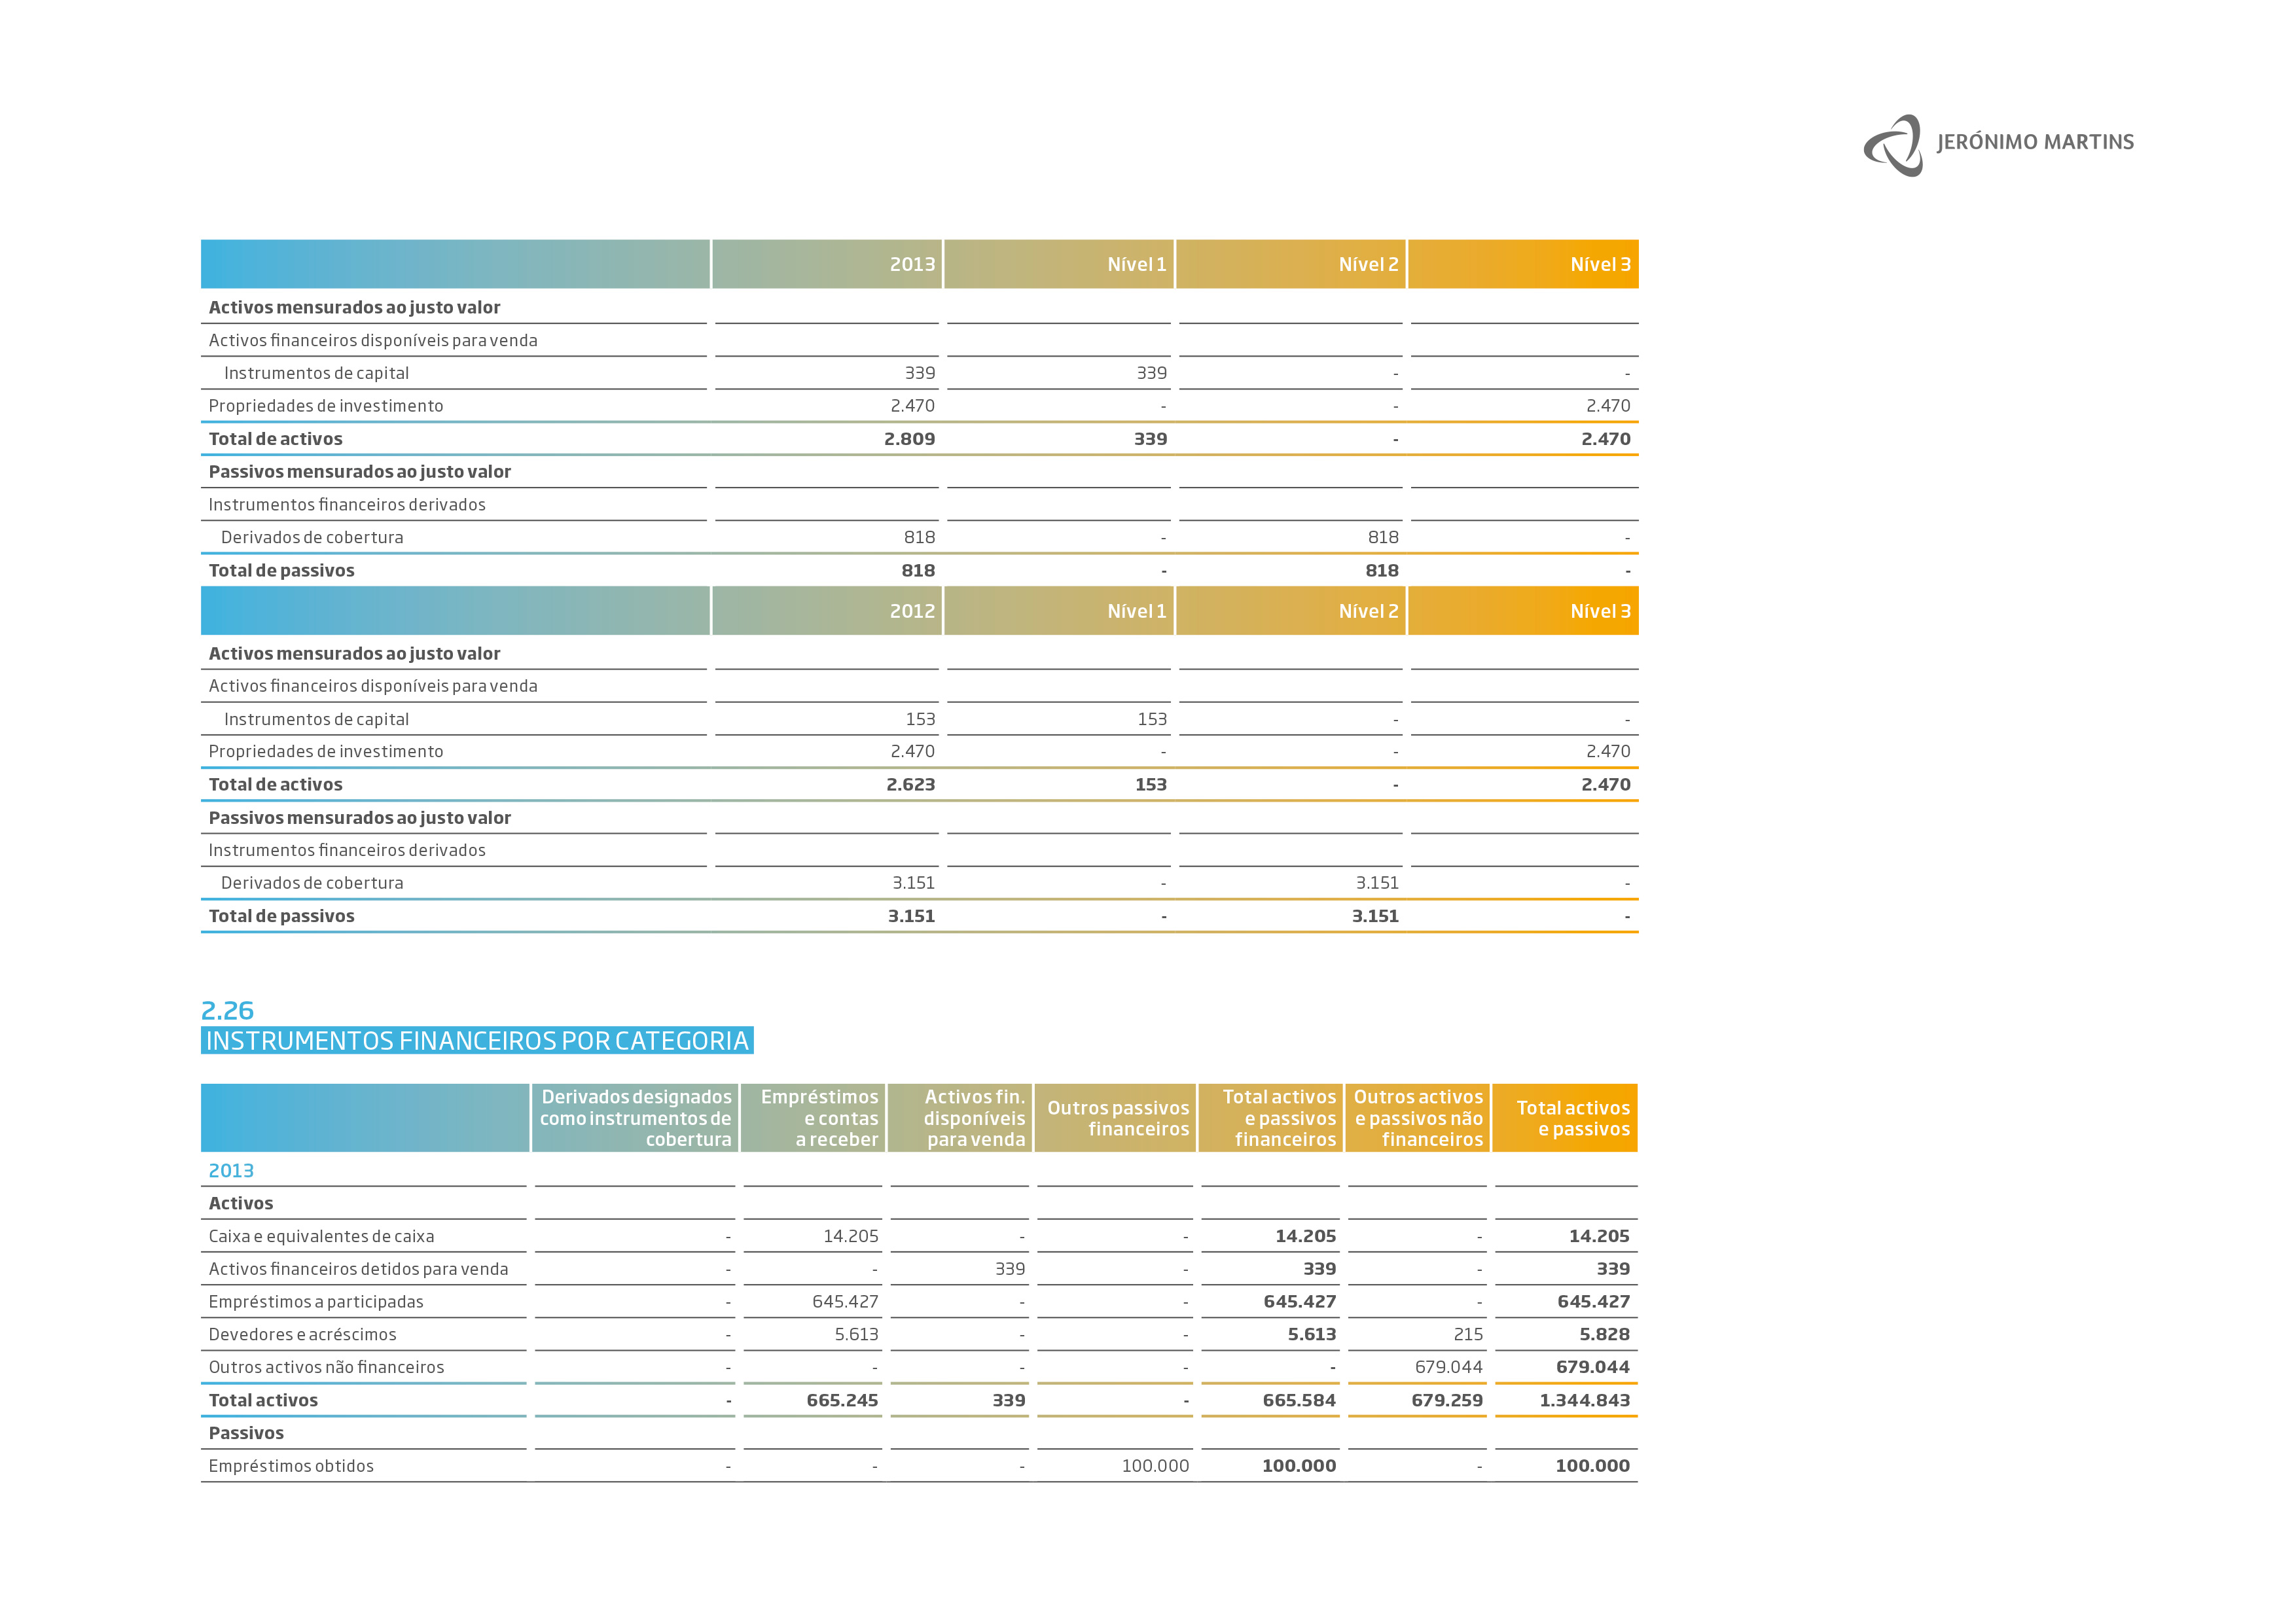 JERÓNIMO MARTINS
2013 Nível 1 Nível 2 Nível 3
Activos mensurados ao justo valor
Activos financeiros disponíveis para venda
Instrumentos de capital 339 339 - -
Propriedades de investimento 2.470 - - 2.470
Total de activos 2.809 339 - 2.470
Passivos mensurados ao justo valor
Instrumentos financeiros derivados
Derivados de cobertura 818 - 818 -
Total de passivos 818 - 818 -
2012 Nível 1 Nível 2 Nível 3
Activos mensurados ao justo valor
Activos financeiros disponíveis para venda
Instrumentos de capital 153 153 - -
Propriedades de investimento 2.470 - - 2.470
Total de activos 2.623 153 - 2.470
Passivos mensurados ao justo valor
Instrumentos financeiros derivados
Derivados de cobertura 3.151 - 3.151 -
Total de passivos 3.151 - 3.151 -
2.26
INSTRUMENTOS FINANCEIROS POR CATEGORIA
Derivados designados
como instrumentos de
cobertura
Empréstimos
e contas
a receber
Activos fin.
disponíveis
para venda
Outros passivos
financeiros
Total activos
e passivos
financeiros
Outros activos
e passivos não
financeiros
Total activos
e passivos
2013
Activos
Caixa e equivalentes de caixa - 14.205 - - 14.205 - 14.205
Activos financeiros detidos para venda - - 339 - 339 - 339
Empréstimos a participadas - 645.427 - - 645.427 - 645.427
Devedores e acréscimos - 5.613 - - 5.613 215 5.828
Outros activos não financeiros - - - - - 679.044 679.044
Total activos - 665.245 339 - 665.584 679.259 1.344.843
Passivos
Empréstimos obtidos - - - 100.000 100.000 - 100.000